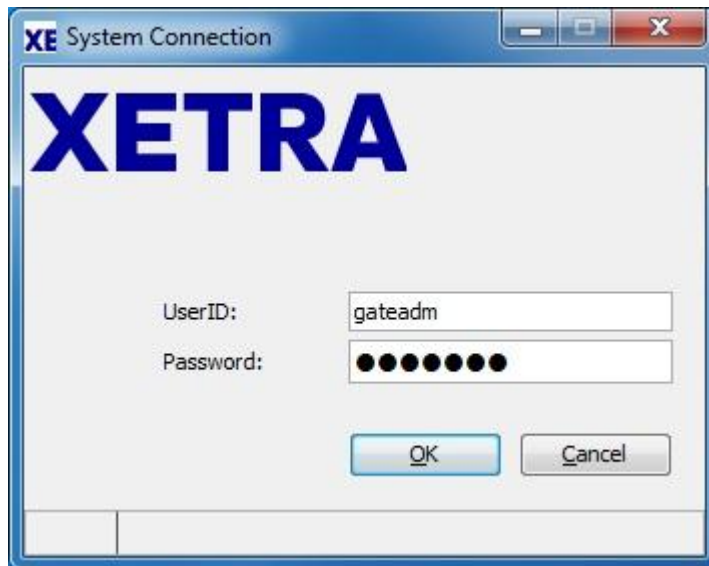 XE System Connection
XETRA
UserID: gateadm
Password: ●●●●●●●
OK Cancel